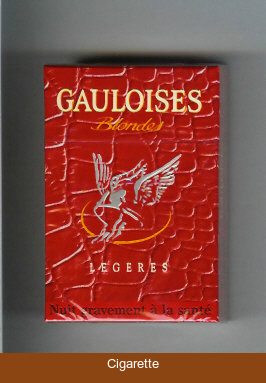 GAULOISES
Blondes
LEGERES
Nuit gravement à la santé
Cigarette